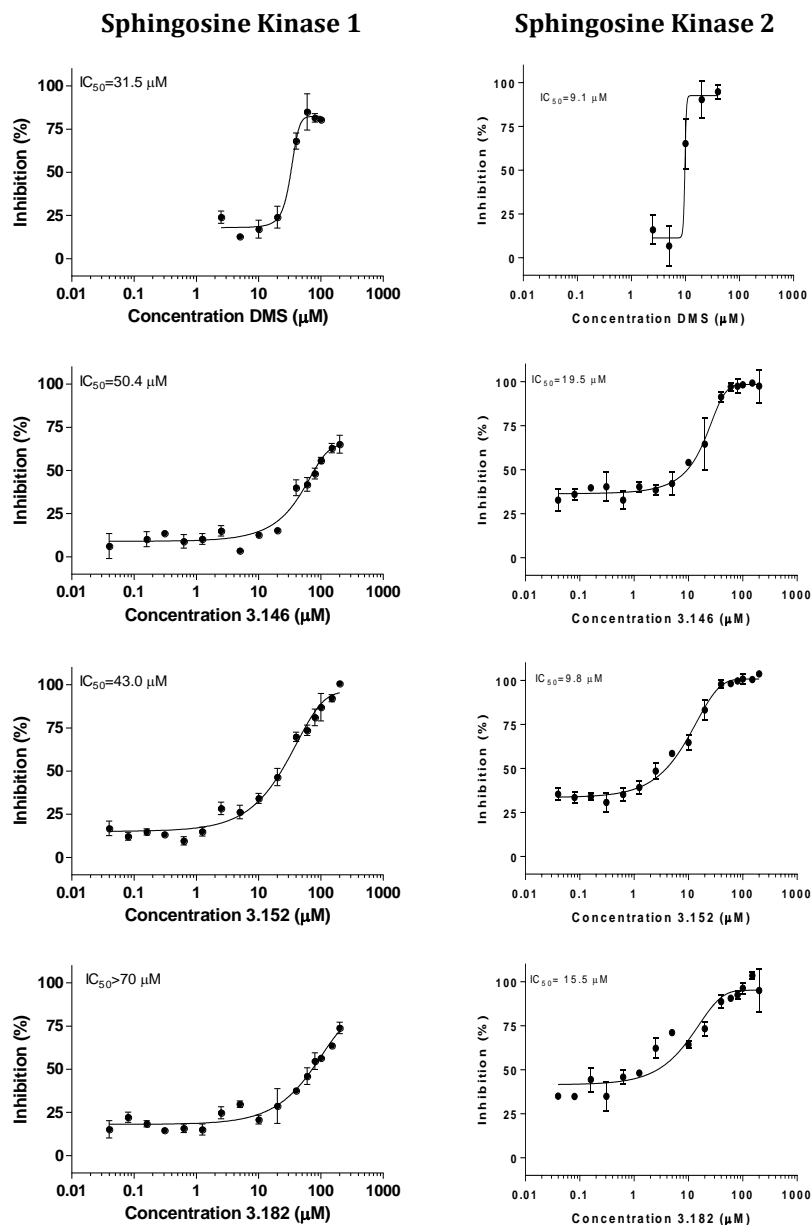 Sphingosine Kinase 1
Sphingosine Kinase 2
IC50=31.5 μM
Inhibition (%)
100
75
50
25
0
0.01 0.1 1 10 100 1000
Concentration DMS (μM)
IC50=9.1 μM
Inhibition (%)
100
75
50
25
0
0.01 0.1 1 10 100 1000
Concentration DMS (μM)
IC50=50.4 μM
Inhibition (%)
100
75
50
25
0
0.01 0.1 1 10 100 1000
Concentration 3.146 (μM)
IC50=19.5 μM
Inhibition (%)
100
75
50
25
0
0.01 0.1 1 10 100 1000
Concentration 3.146 (μM)
IC50=43.0 μM
Inhibition (%)
100
75
50
25
0
0.01 0.1 1 10 100 1000
Concentration 3.152 (μM)
IC50=9.8 μM
Inhibition (%)
100
75
50
25
0
0.01 0.1 1 10 100 1000
Concentration 3.152 (μM)
IC50>70 μM
Inhibition (%)
100
75
50
25
0
0.01 0.1 1 10 100 1000
Concentration 3.182 (μM)
IC50= 15.5 μM
Inhibition (%)
100
75
50
25
0
0.01 0.1 1 10 100 1000
Concentration 3.182 (μM)